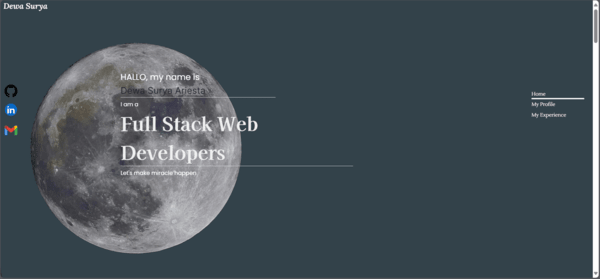 Dewa Surya
HALLO, my name is
Dewa Surya Ariesta
I am a
Full Stack Web
Developers
Let's make miracle happen
Home
My Profile
My Experience